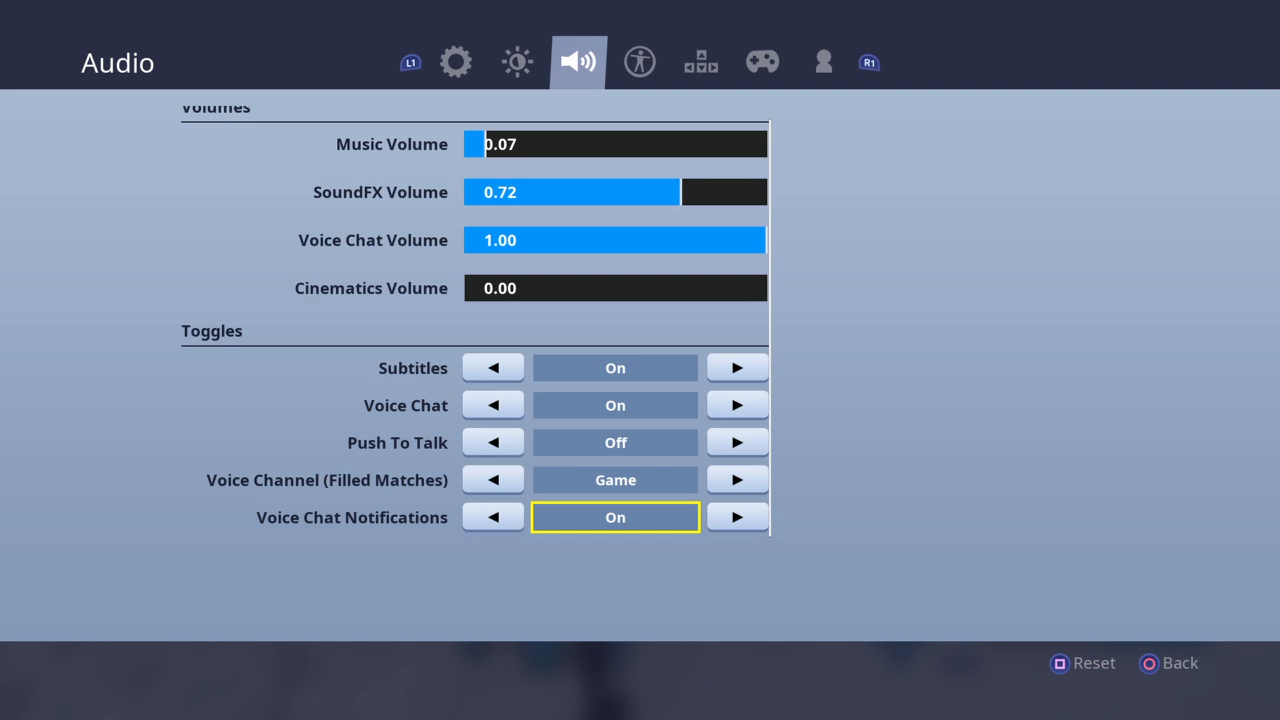 Audio
L1
R1
Volumes
Music Volume 0.07
SoundFX Volume 0.72
Voice Chat Volume 1.00
Cinematics Volume 0.00
Toggles
Subtitles On
Voice Chat On
Push To Talk Off
Voice Channel (Filled Matches) Game
Voice Chat Notifications On
Reset Back